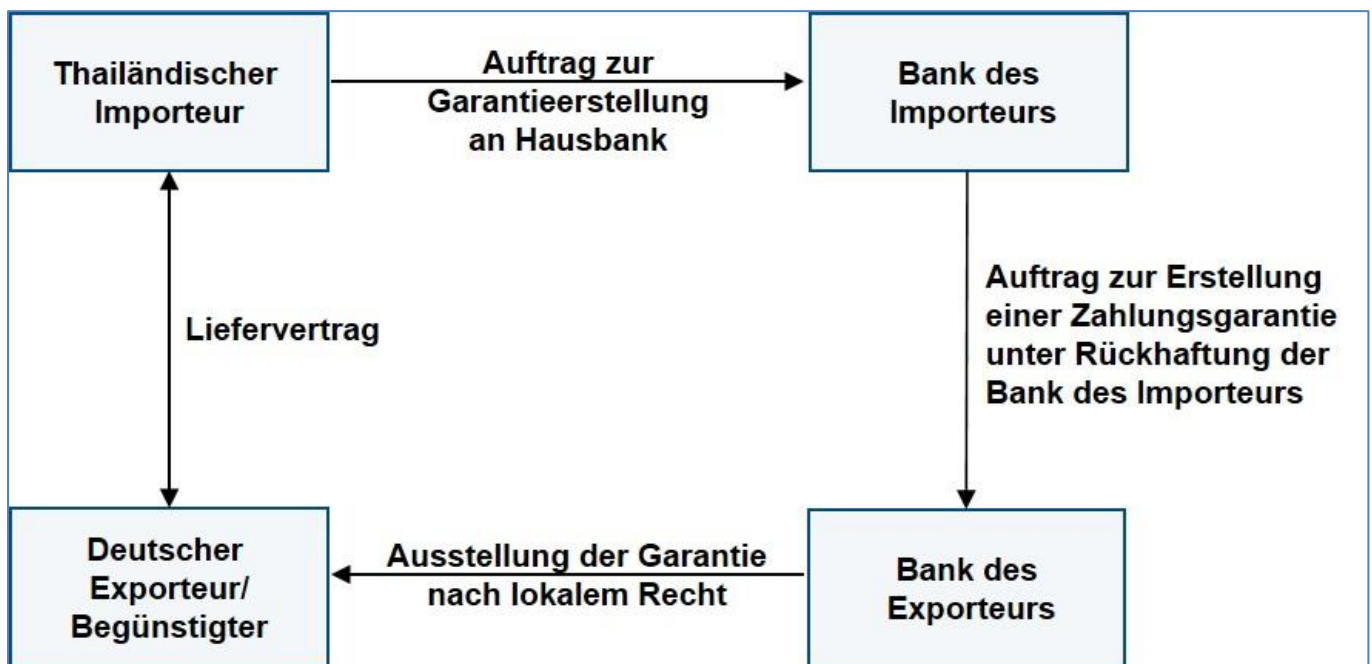 Thailändischer
Importeur
Auftrag zur
Garantieerstellung
an Hausbank
Bank des
Importeurs
Liefervertrag
Auftrag zur Erstellung
einer Zahlungsgarantie
unter Rückhaftung der
Bank des Importeurs
Deutscher
Exporteur/
Begünstigter
Ausstellung der Garantie
nach lokalem Recht
Bank des
Exporteurs